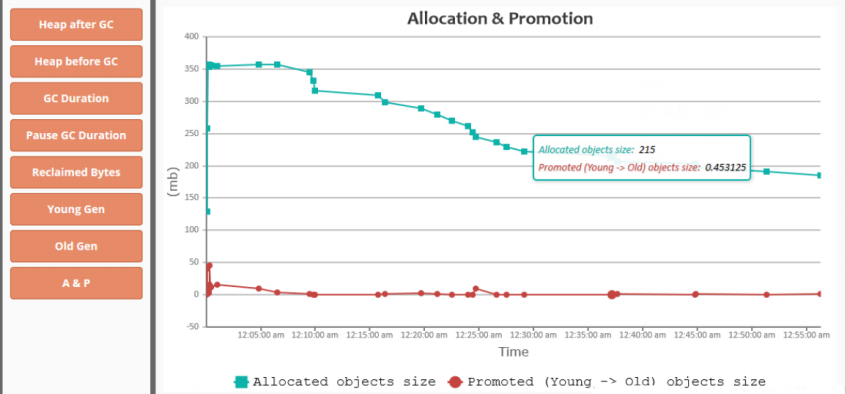 Heap after GC
Heap before GC
GC Duration
Pause GC Duration
Reclaimed Bytes
Young Gen
Old Gen
A & P
Allocation & Promotion
400
350
300
250
200
150
100
50
0
-50
(mb)
Allocated objects size: 215
Promoted (Young -> Old) objects size: 0.453125
12:05:00 am 12:10:00 am 12:15:00 am 12:20:00 am 12:25:00 am 12:30:00 am 12:35:00 am 12:40:00 am 12:45:00 am 12:50:00 am 12:55:00 am
Time
Allocated objects size Promoted (Young -> Old) objects size